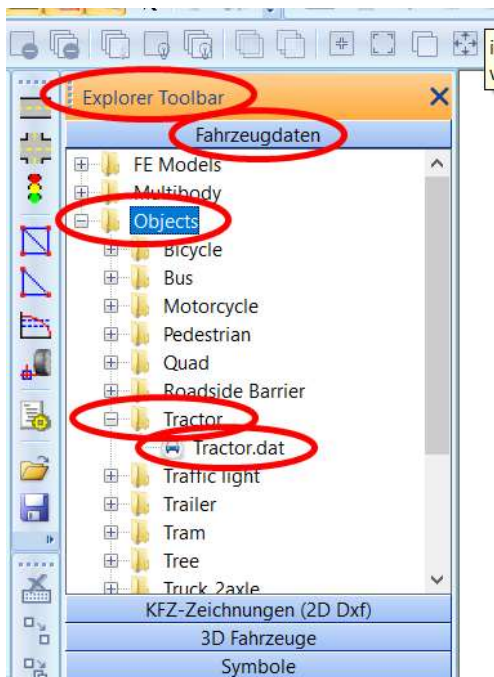 Explorer Toolbar
Fahrzeugdaten
FE Models
Multibody
Objects
Bicycle
Bus
Motorcycle
Pedestrian
Quad
Roadside Barrier
Tractor
Tractor.dat
Traffic light
Trailer
Tram
Tree
Truck 2axle
KFZ-Zeichnungen (2D Dxf)
3D Fahrzeuge
Symbole